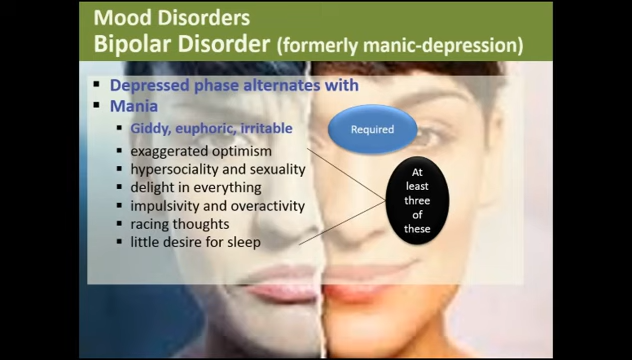 Mood Disorders
Bipolar Disorder (formerly manic-depression)
Depressed phase alternates with
Mania
Giddy, euphoric, irritable
Required
exaggerated optimism
hypersociality and sexuality
delight in everything
impulsivity and overactivity
racing thoughts
little desire for sleep
At
least
three
of
these